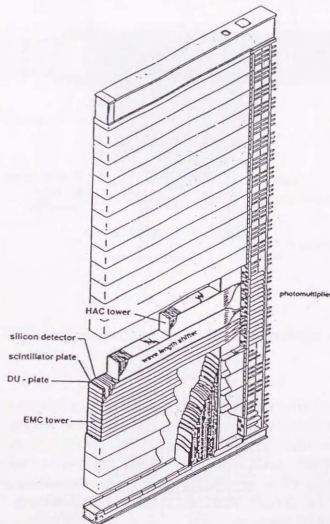 photomultiplier
HAC tower
wave length shifter
silicon detector
scintillator plate
DU - plate
EMC tower